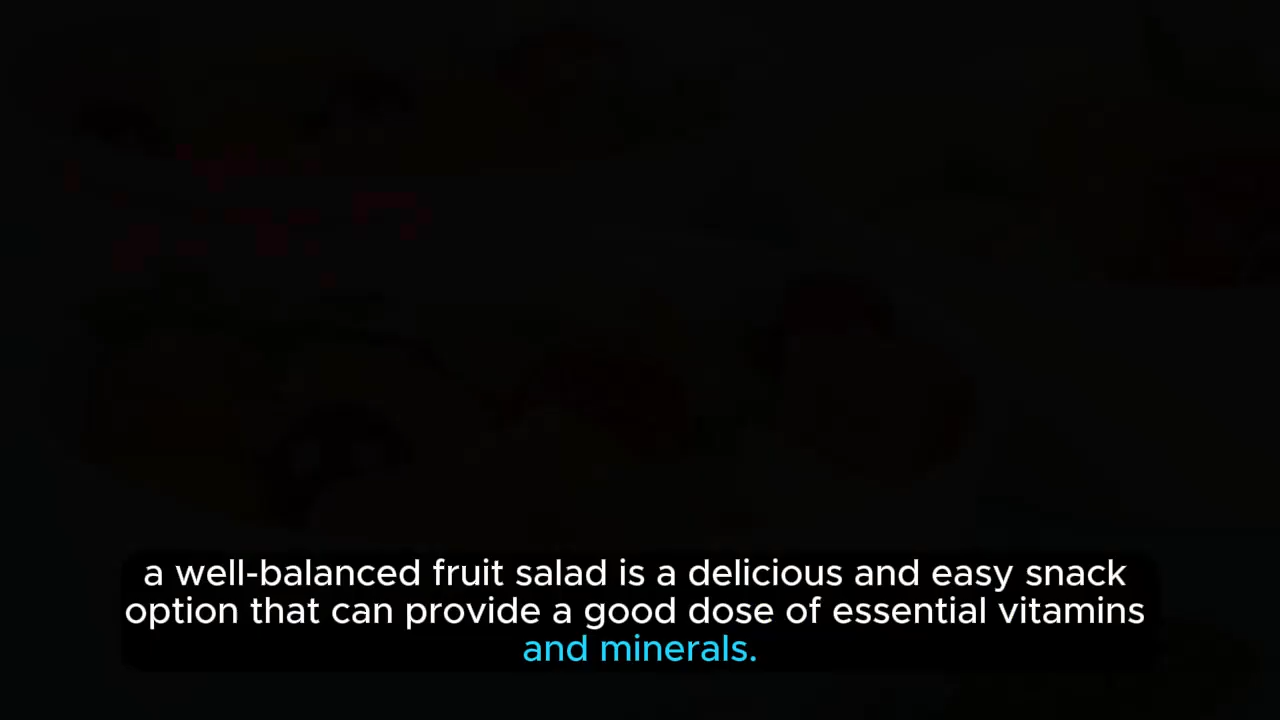 a well-balanced fruit salad is a delicious and easy snack
option that can provide a good dose of essential vitamins
and minerals.